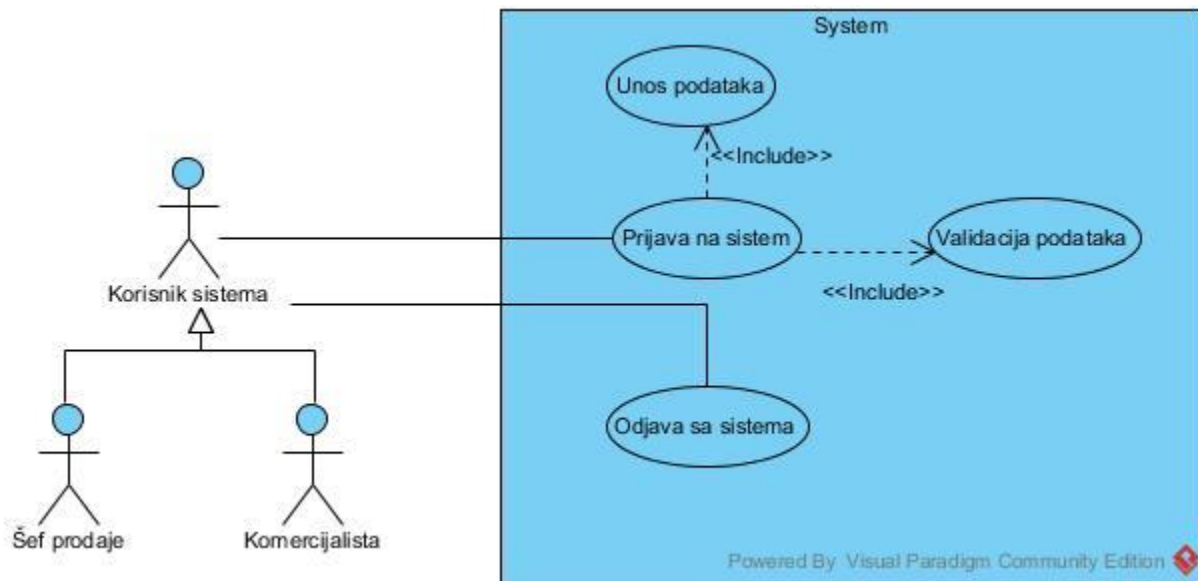 System
Unos podataka
<<Include>>
Prijava na sistem
Validacija podataka
<<Include>>
Korisnik sistema
Odjava sa sistema
Šef prodaje
Komercijalista
Powered By Visual Paradigm Community Edition